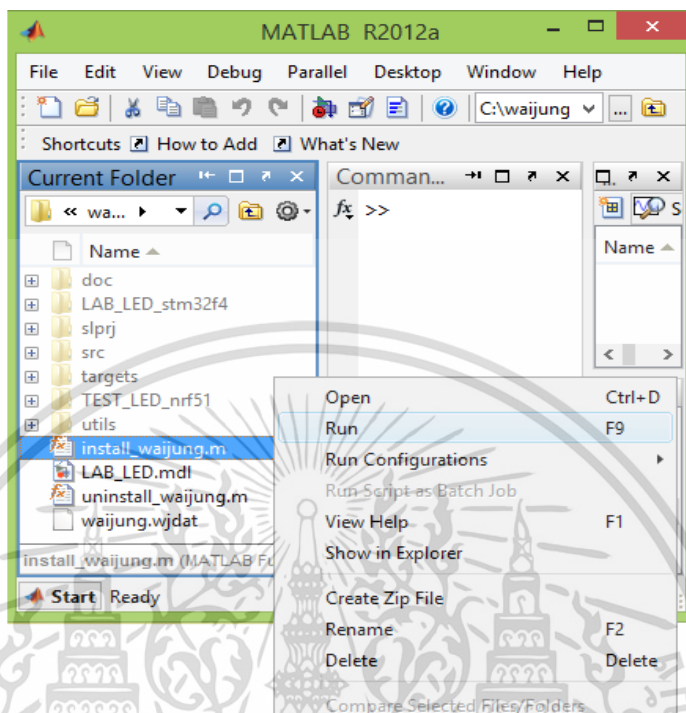 MATLAB R2012a
File Edit View Debug Parallel Desktop Window Help
C:\waijung
Shortcuts How to Add What's New
Current Folder
« wa...
Name
doc
LAB_LED_stm32f4
slprj
src
targets
TEST_LED_nrf51
utils
install_waijung.m
LAB_LED.mdl
uninstall_waijung.m
waijung.wjdat
install_waijung.m (MATLAB Fu
Start Ready
Comman...
fx >>
S
Name
Open Ctrl+D
Run F9
Run Configurations
Run Script as Batch Job
View Help F1
Show in Explorer
Create Zip File
Rename F2
Delete Delete
Compare Selected Files/Folders